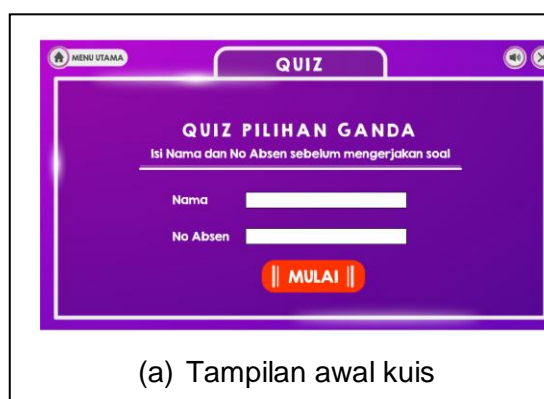 MENU UTAMA
QUIZ
QUIZ PILIHAN GANDA
Isi Nama dan No Absen sebelum mengerjakan soal
Nama
No Absen
MULAI
(a) Tampilan awal kuis